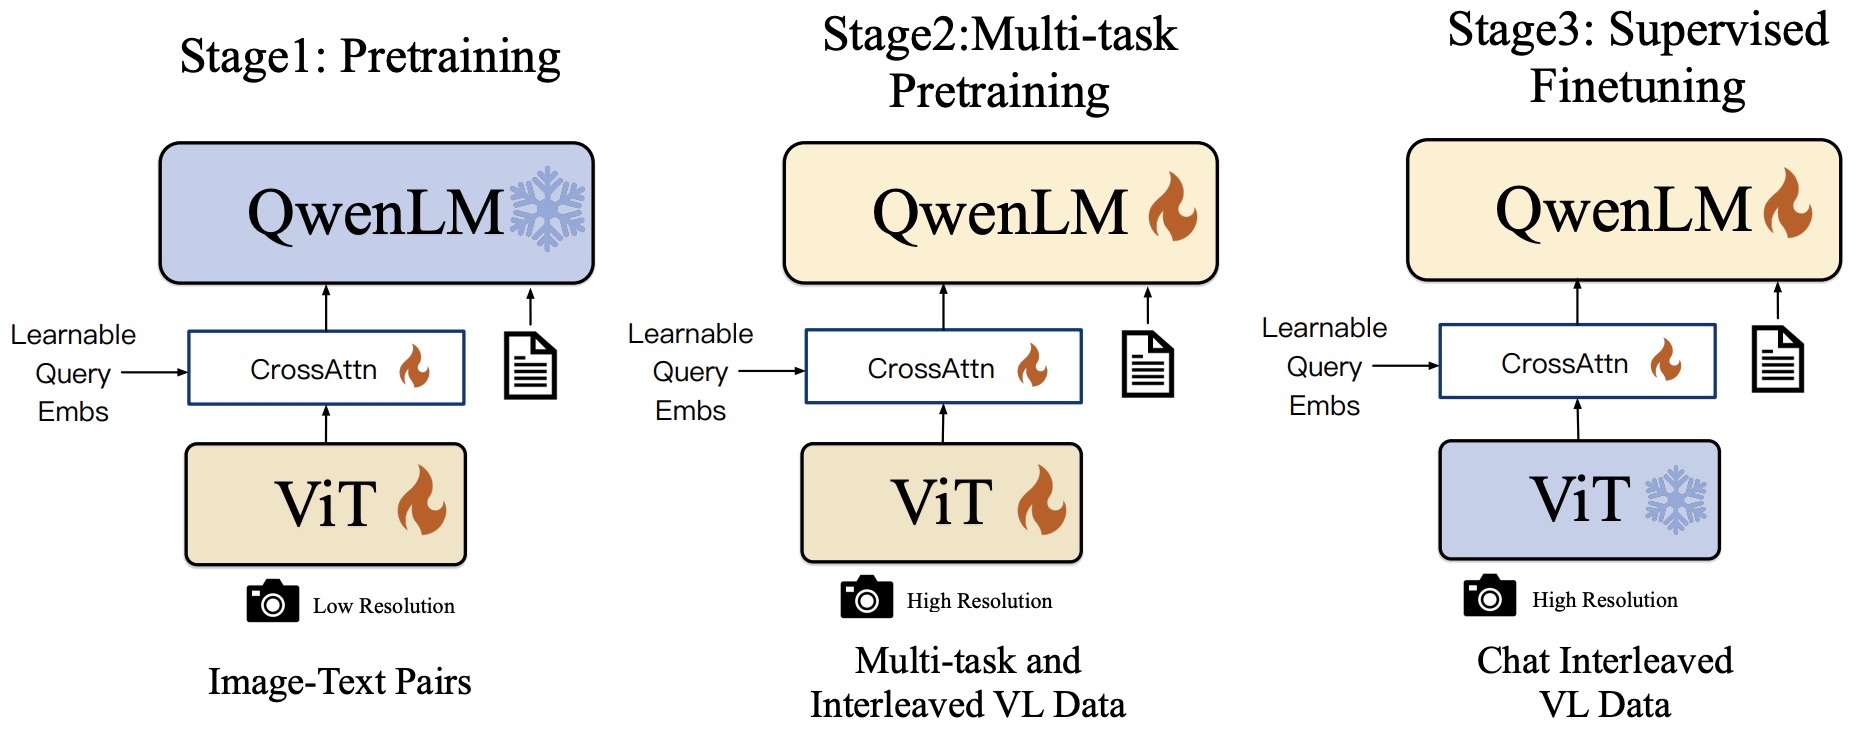 Stage1: Pretraining
QwenLM
Learnable
Query
Embs
CrossAttn
ViT
Low Resolution
Image-Text Pairs
Stage2:Multi-task
Pretraining
QwenLM
Learnable
Query
Embs
CrossAttn
ViT
High Resolution
Multi-task and
Interleaved VL Data
Stage3: Supervised
Finetuning
QwenLM
Learnable
Query
Embs
CrossAttn
ViT
High Resolution
Chat Interleaved
VL Data